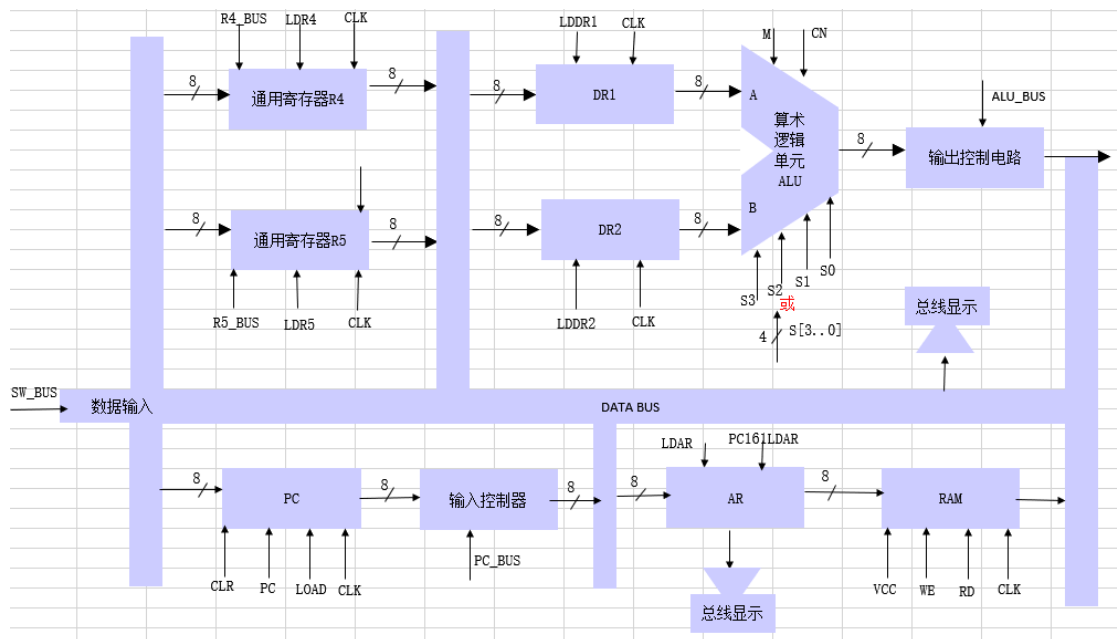 R4_BUS LDR4 CLK
8
通用寄存器R4
8
LDDR1 CLK
8
DR1
8
M CN
A
算术
逻辑
单元
ALU
B
8
ALU_BUS
输出控制电路
8
通用寄存器R5
8
R5_BUS LDR5 CLK
8
DR2
8
LDDR2 CLK
S3 S2 S1 S0
或
4 S[3..0]
总线显示
SW_BUS
数据输入
DATA BUS
8
PC
8
CLR PC LOAD CLK
输入控制器
8
PC_BUS
LDAR PC161LDAR
8
AR
8
总线显示
RAM
VCC WE RD CLK